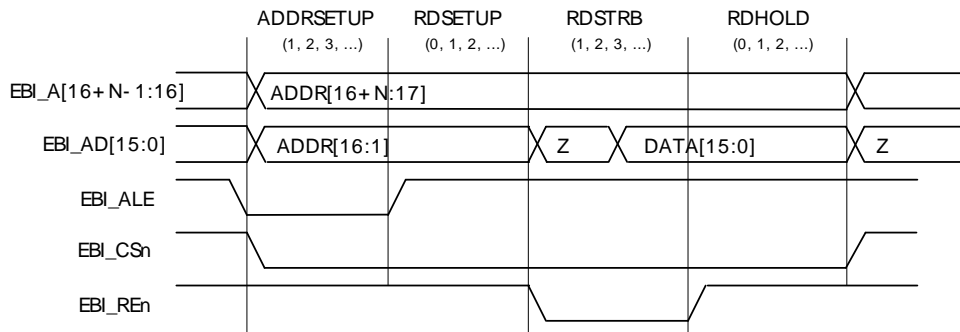 ADDRSETUP RDSETUP RDSTRB RDHOLD
(1, 2, 3, ...) (0, 1, 2, ...) (1, 2, 3, ...) (0, 1, 2, ...)
EBI_A[16+N-1:16] ADDR[16+N:17]
EBI_AD[15:0] ADDR[16:1] Z DATA[15:0] Z
EBI_ALE
EBI_CSn
EBI_REn